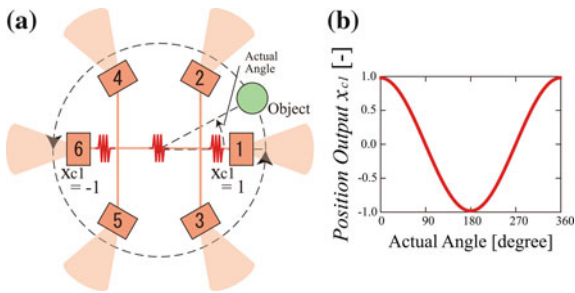 (a)
4
2
Actual
Angle
Object
6
1
xc1
= -1
xc1
= 1
5
3
(b)
Position Output xc1 [-]
1.0
0.5
0.0
-0.5
-1.0
0
90
180
270
360
Actual Angle [degree]